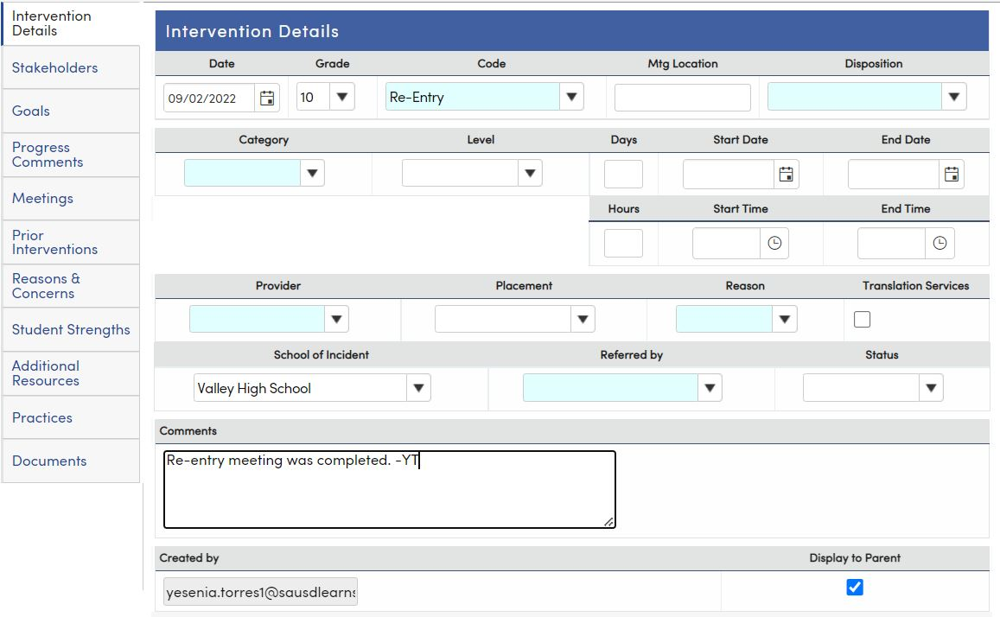 Intervention
Details
Stakeholders
Goals
Progress
Comments
Meetings
Prior
Interventions
Reasons &
Concerns
Student Strengths
Additional
Resources
Practices
Documents
Intervention Details
Date Grade Code Mtg Location Disposition
09/02/2022 10 Re-Entry
Category Level Days Start Date End Date
Hours Start Time End Time
Provider Placement Reason Translation Services
School of Incident Referred by Status
Valley High School
Comments
Re-entry meeting was completed. -YT
Created by Display to Parent
yesenia.torres1@sausdlearns